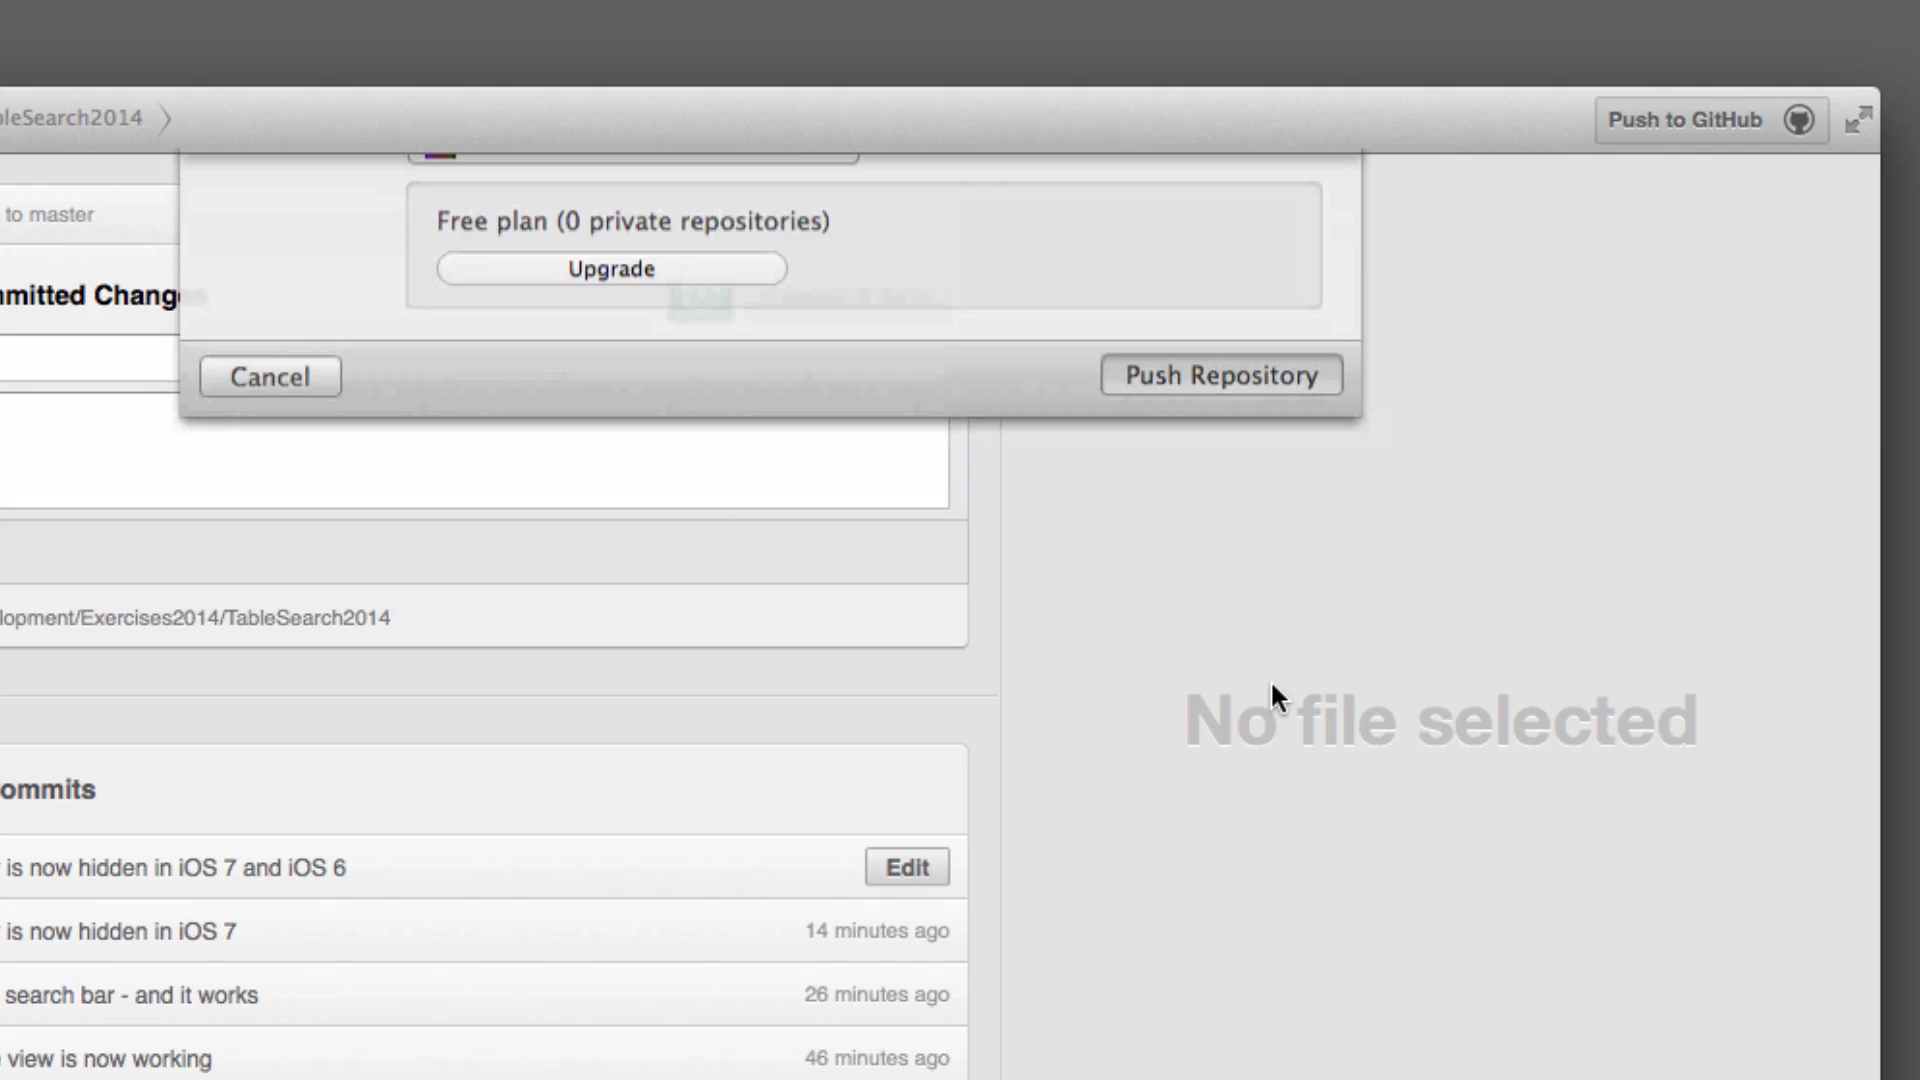 bleSearch2014
Push to GitHub
to master
Free plan (0 private repositories)
Upgrade
mmitted Chang
Cancel
Push Repository
lopment/Exercises2014/TableSearch2014
No file selected
ommits
is now hidden in iOS 7 and iOS 6
Edit
is now hidden in iOS 7
14 minutes ago
search bar - and it works
26 minutes ago
view is now working
46 minutes ago